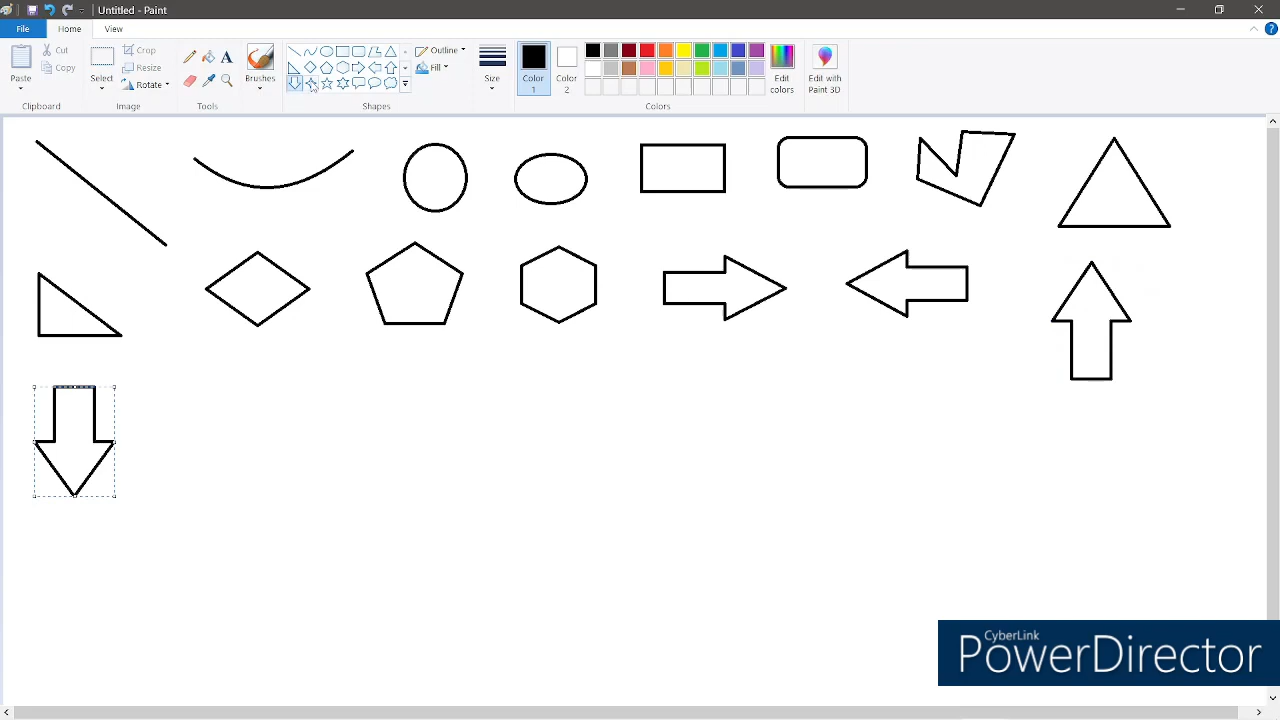 Untitled - Paint
File
Home
View
Paste
Cut
Copy
Clipboard
Select
Crop
Resize
Rotate
Image
A
Tools
Brushes
Shapes
Outline
Fill
Size
Color
1
Color
2
Edit
colors
Colors
Edit with
Paint 3D
CyberLink
PowerDirector